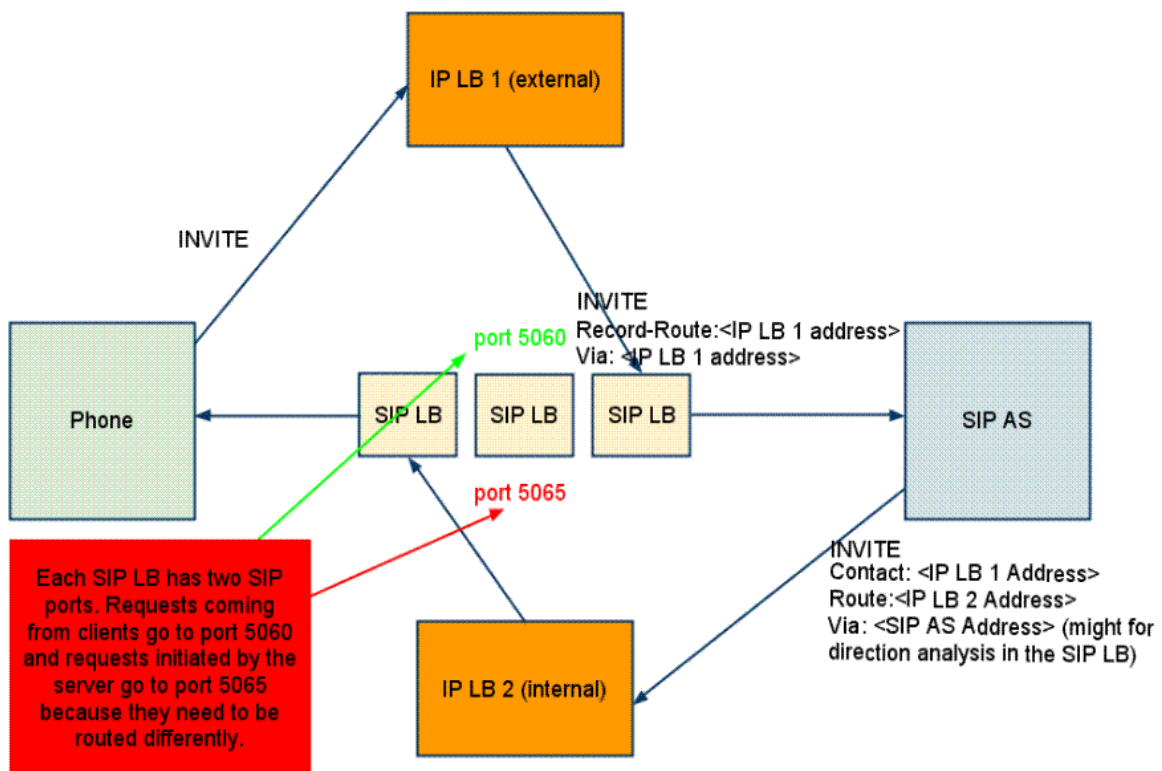 IP LB 1 (external)
INVITE
INVITE
Record-Route:<IP LB 1 address>
Via: <IP LB 1 address>
port 5060
Phone
SIP LB
SIP LB
SIP LB
SIP AS
port 5065
Each SIP LB has two SIP
ports. Requests coming
from clients go to port 5060
and requests initiated by the
server go to port 5065
because they need to be
routed differently.
IP LB 2 (internal)
INVITE
Contact: <IP LB 1 Address>
Route:<IP LB 2 Address>
Via: <SIP AS Address> (might for
direction analysis in the SIP LB)